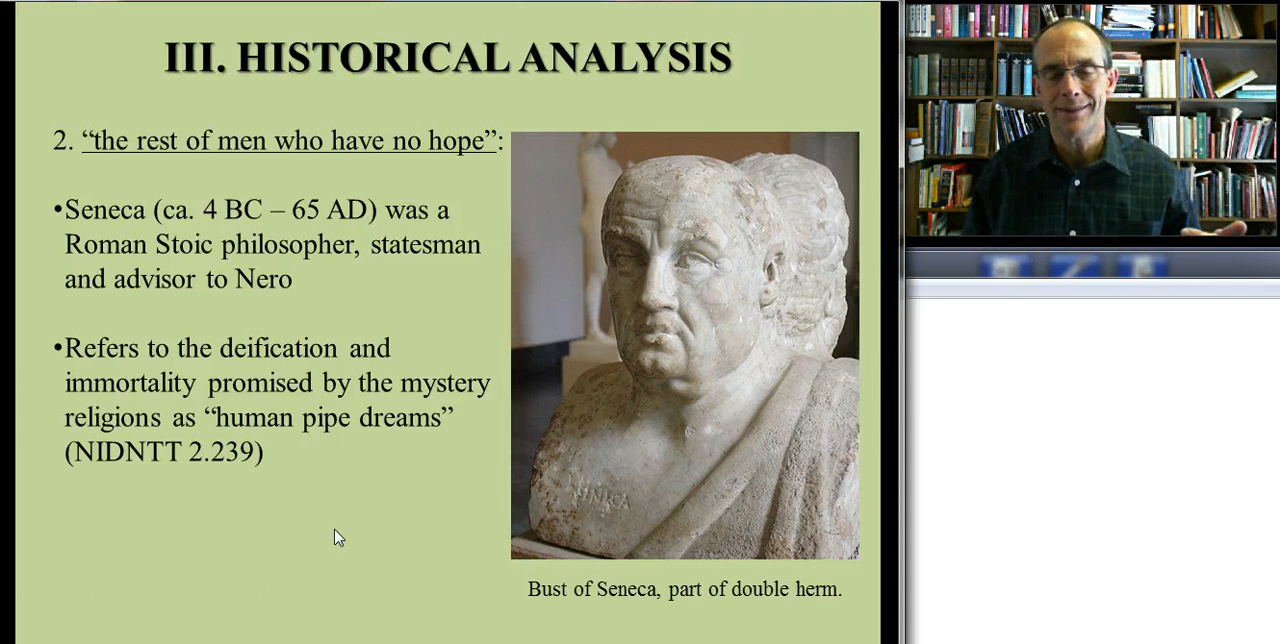 III. HISTORICAL ANALYSIS
2. “the rest of men who have no hope”:
•Seneca (ca. 4 BC – 65 AD) was a
Roman Stoic philosopher, statesman
and advisor to Nero
•Refers to the deification and
immortality promised by the mystery
religions as “human pipe dreams”
(NIDNTT 2.239)
Bust of Seneca, part of double herm.